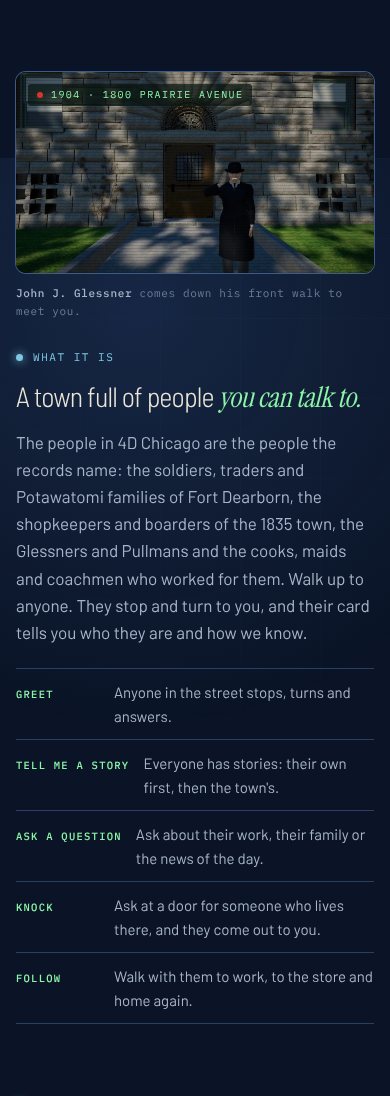 1904 · 1800 PRAIRIE AVENUE
John J. Glessner comes down his front walk to
meet you.
WHAT IT IS
A town full of people you can talk to.
The people in 4D Chicago are the people the
records name: the soldiers, traders and
Potawatomi families of Fort Dearborn, the
shopkeepers and boarders of the 1835 town, the
Glessners and Pullmans and the cooks, maids
and coachmen who worked for them. Walk up to
anyone. They stop and turn to you, and their card
tells you who they are and how we know.
GREET Anyone in the street stops, turns and
answers.
TELL ME A STORY Everyone has stories: their own
first, then the town's.
ASK A QUESTION Ask about their work, their family or
the news of the day.
KNOCK Ask at a door for someone who lives
there, and they come out to you.
FOLLOW Walk with them to work, to the store and
home again.